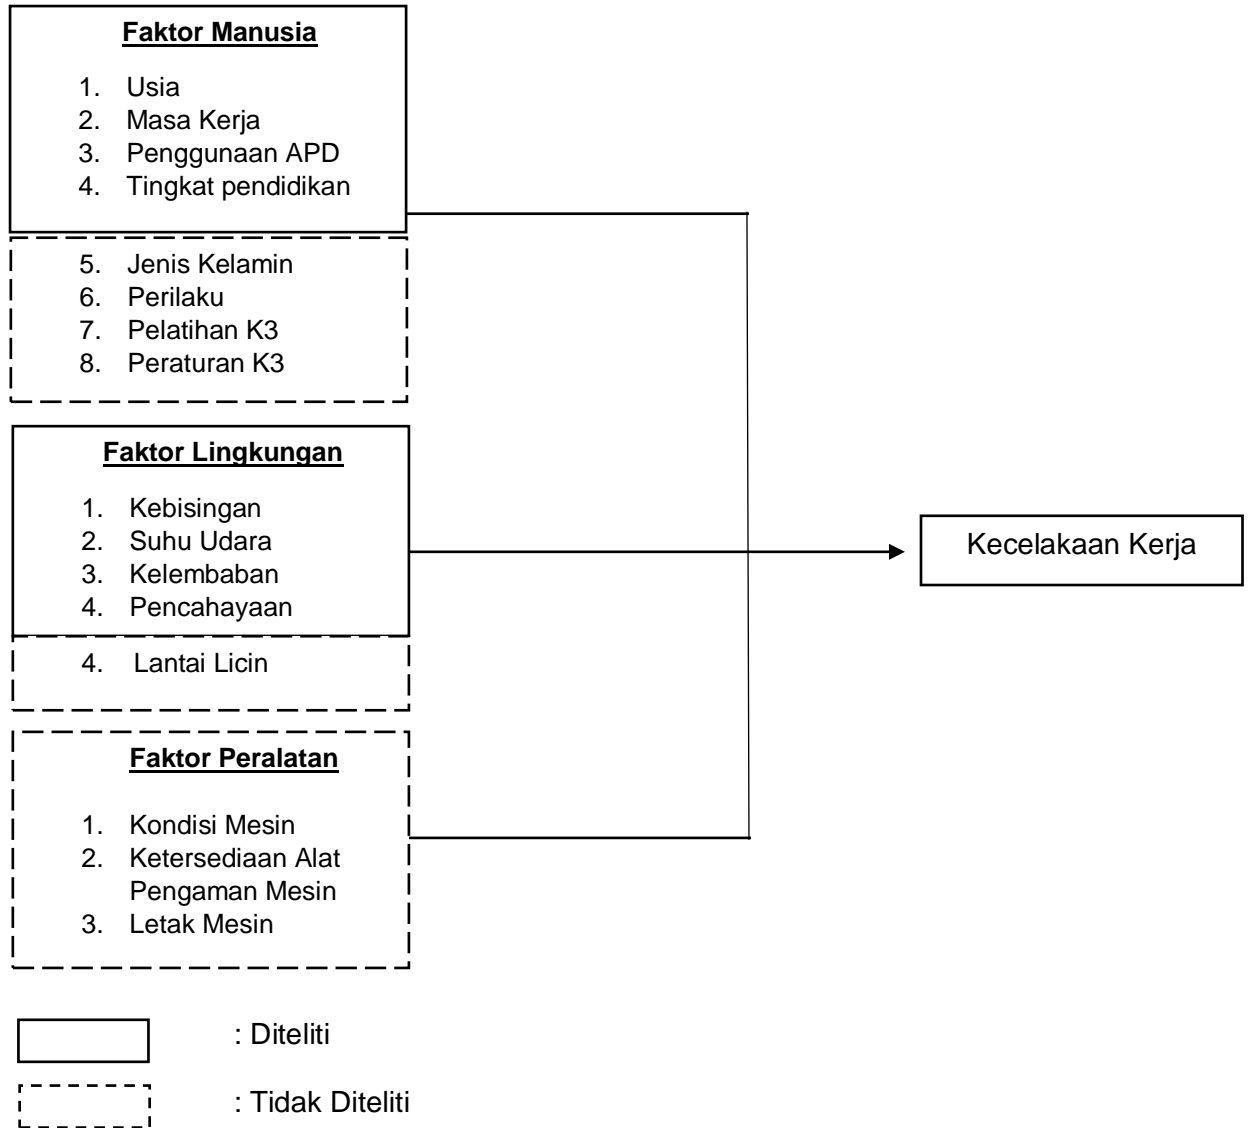 Faktor Manusia
1. Usia
2. Masa Kerja
3. Penggunaan APD
4. Tingkat pendidikan
5. Jenis Kelamin
6. Perilaku
7. Pelatihan K3
8. Peraturan K3
Faktor Lingkungan
1. Kebisingan
2. Suhu Udara
3. Kelembaban
4. Pencahayaan
4. Lantai Licin
Faktor Peralatan
1. Kondisi Mesin
2. Ketersediaan Alat
Pengaman Mesin
3. Letak Mesin
Kecelakaan Kerja
: Diteliti
: Tidak Diteliti